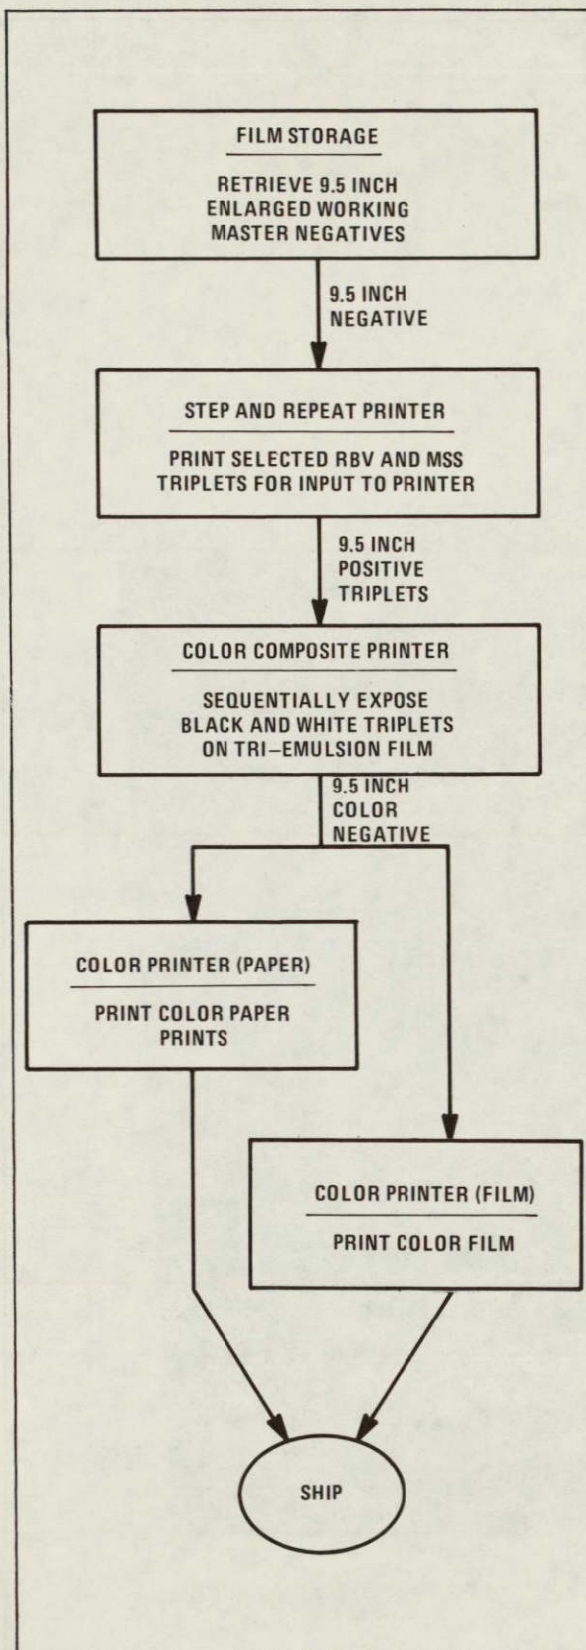 FILM STORAGE
RETRIEVE 9.5 INCH
ENLARGED WORKING
MASTER NEGATIVES
9.5 INCH
NEGATIVE
STEP AND REPEAT PRINTER
PRINT SELECTED RBV AND MSS
TRIPLETS FOR INPUT TO PRINTER
9.5 INCH
POSITIVE
TRIPLETS
COLOR COMPOSITE PRINTER
SEQUENTIALLY EXPOSE
BLACK AND WHITE TRIPLETS
ON TRI–EMULSION FILM
9.5 INCH
COLOR
NEGATIVE
COLOR PRINTER (PAPER)
PRINT COLOR PAPER
PRINTS
COLOR PRINTER (FILM)
PRINT COLOR FILM
SHIP